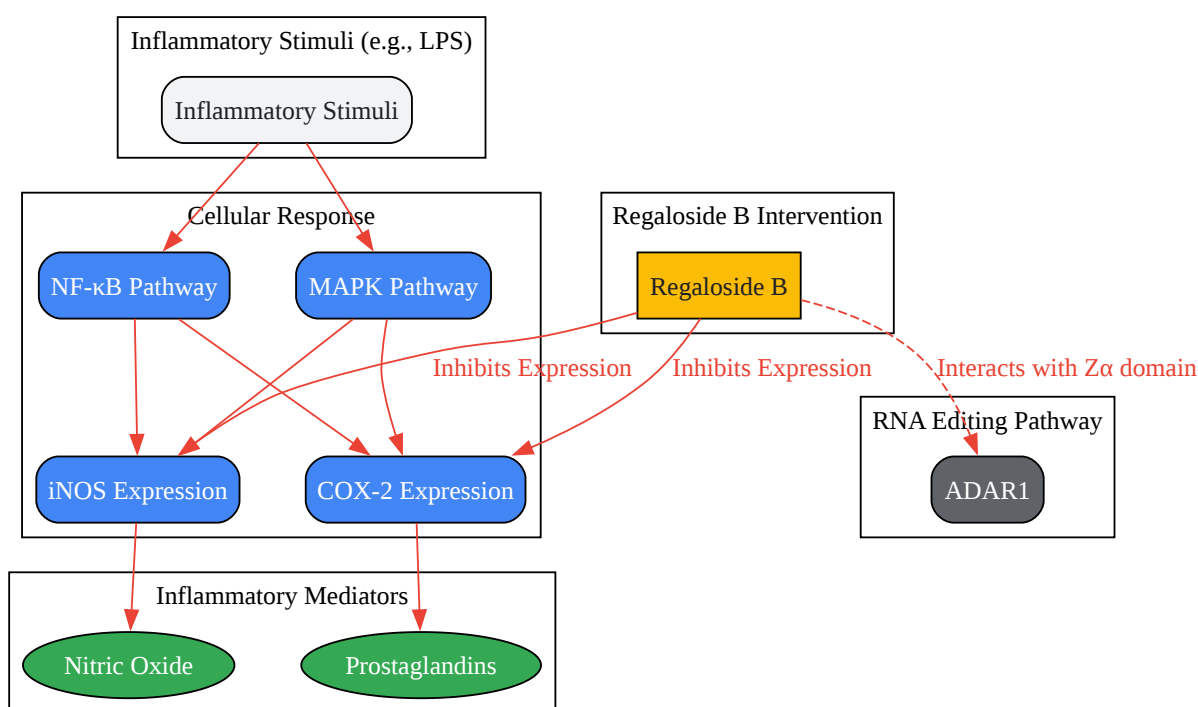 Inflammatory Stimuli (e.g., LPS)
Inflammatory Stimuli
Cellular Response
Regaloside B Intervention
NF-κB Pathway
MAPK Pathway
Regaloside B
Inhibits Expression
Inhibits Expression
Interacts with Zα domain
RNA Editing Pathway
iNOS Expression
COX-2 Expression
ADAR1
Inflammatory Mediators
Nitric Oxide
Prostaglandins